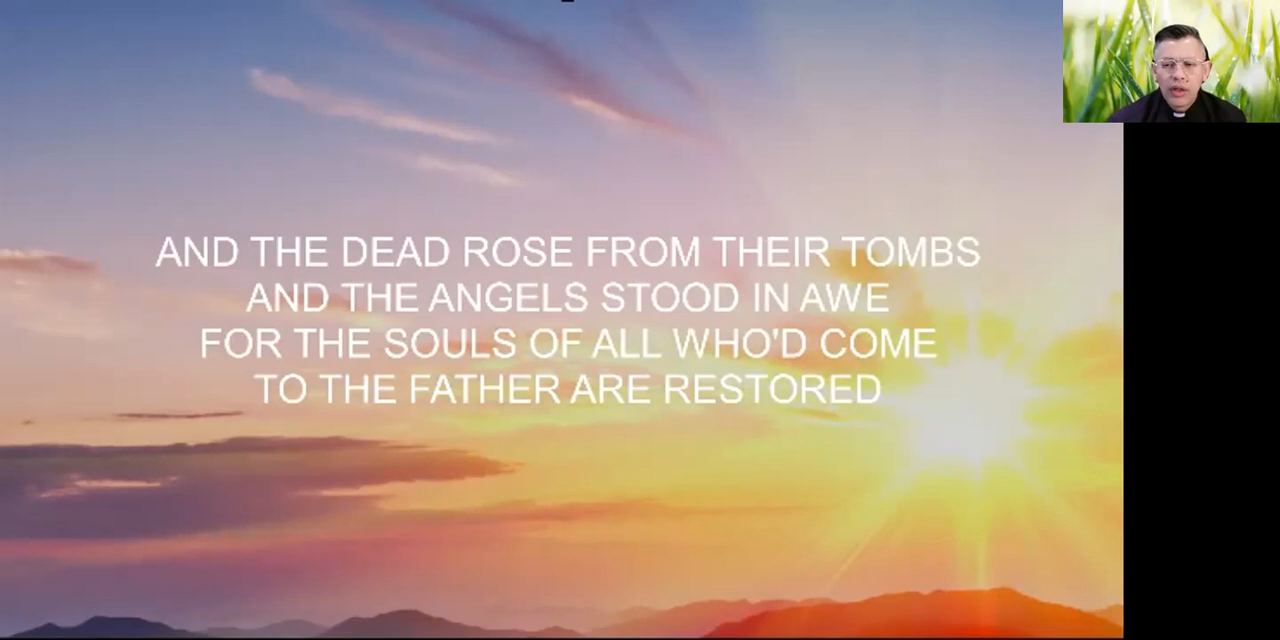 AND THE DEAD ROSE FROM THEIR TOMBS
AND THE ANGELS STOOD IN AWE
FOR THE SOULS OF ALL WHO'D COME
TO THE FATHER ARE RESTORED